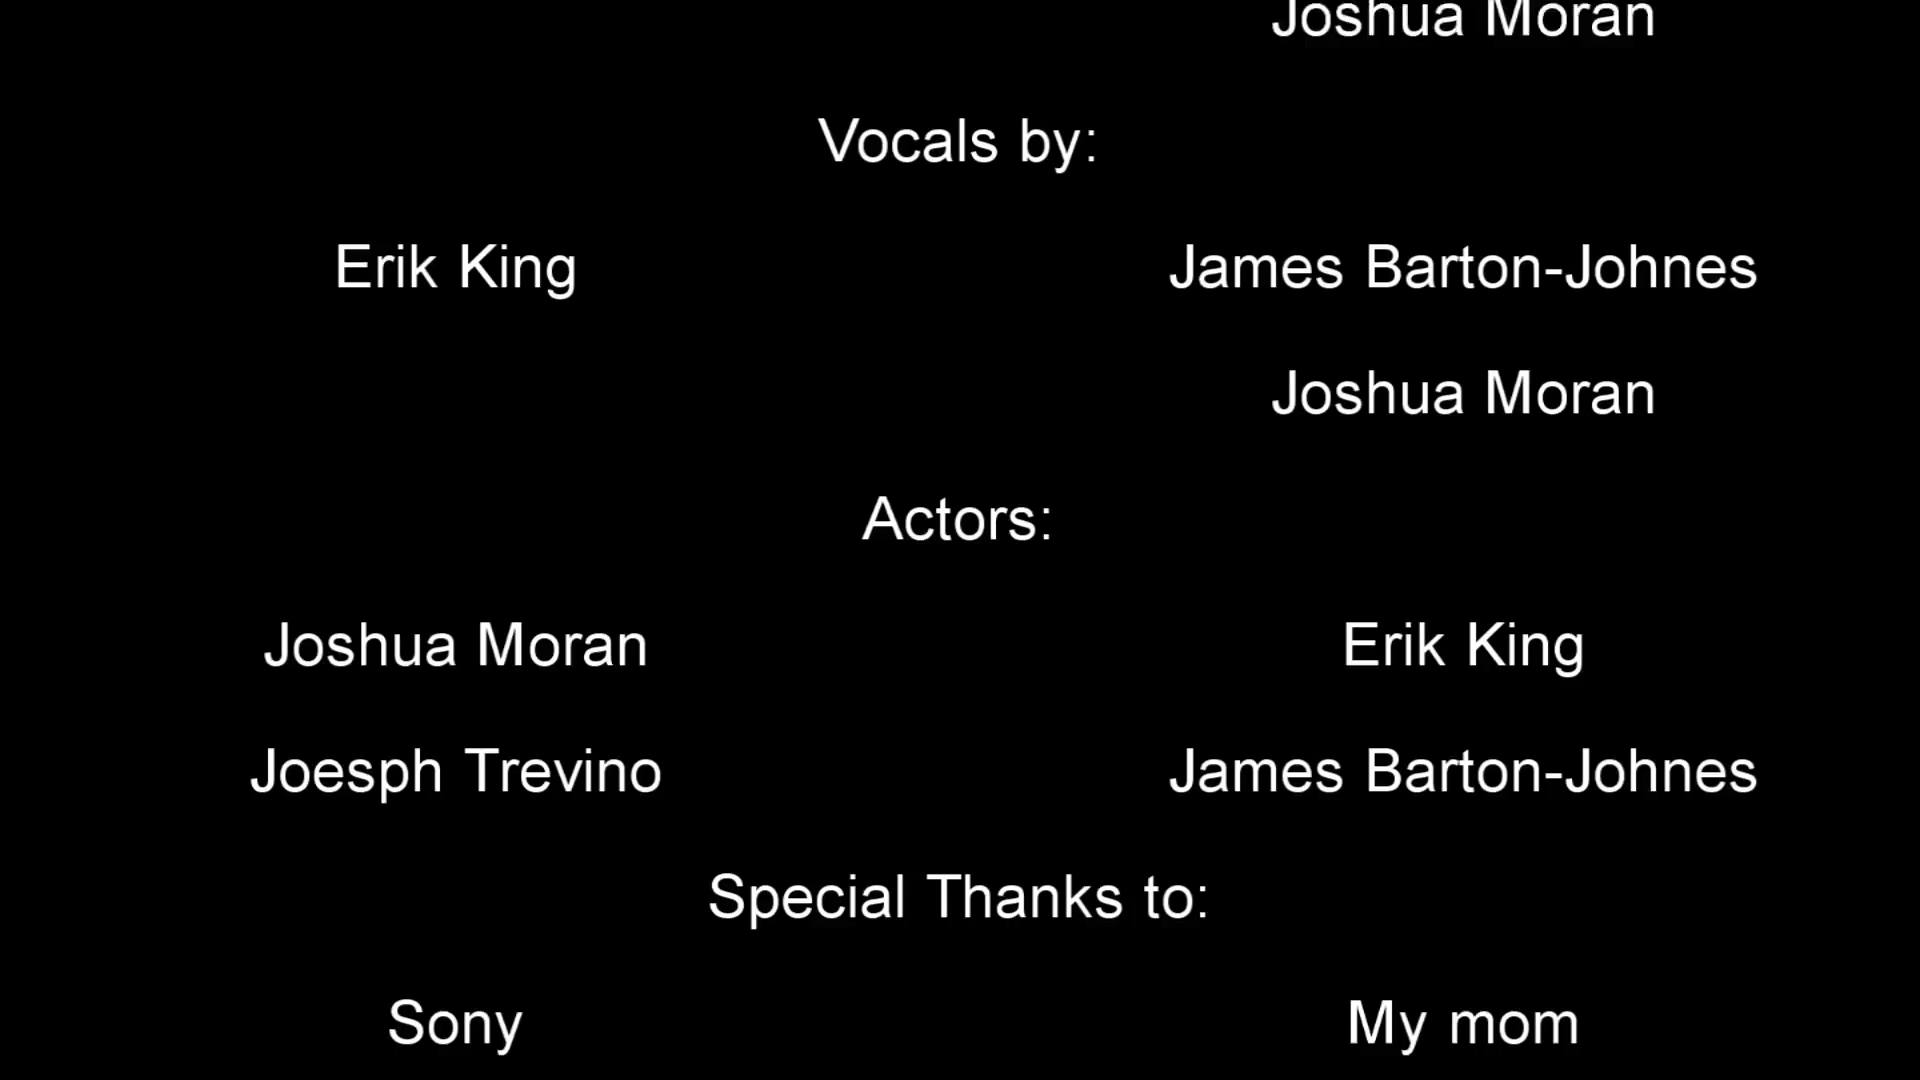 Joshua Moran
Vocals by:
Erik King James Barton-Johnes
Joshua Moran
Actors:
Joshua Moran Erik King
Joesph Trevino James Barton-Johnes
Special Thanks to:
Sony My mom